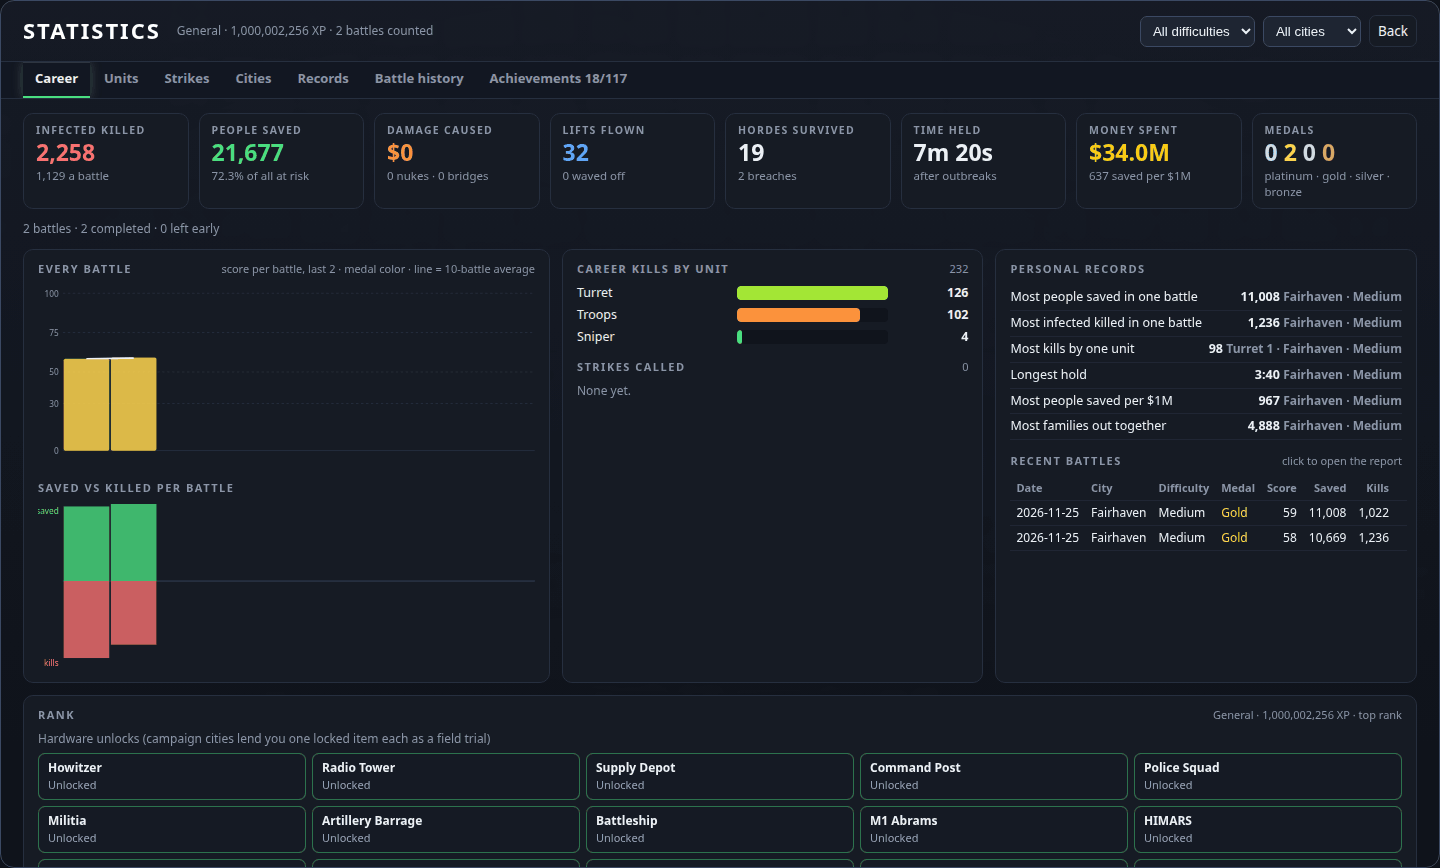 STATISTICS
General · 1,000,002,256 XP · 2 battles counted
All difficulties
All cities
Back
Career
Units
Strikes
Cities
Records
Battle history
Achievements 18/117
INFECTED KILLED
2,258
1,129 a battle
PEOPLE SAVED
21,677
72.3% of all at risk
DAMAGE CAUSED
$0
0 nukes · 0 bridges
LIFTS FLOWN
32
0 waved off
HORDES SURVIVED
19
2 breaches
TIME HELD
7m 20s
after outbreaks
MONEY SPENT
$34.0M
637 saved per $1M
MEDALS
0 2 0 0
platinum · gold · silver ·
bronze
2 battles · 2 completed · 0 left early
EVERY BATTLE
score per battle, last 2 · medal color · line = 10-battle average
100
75
50
30
0
SAVED VS KILLED PER BATTLE
saved
kills
CAREER KILLS BY UNIT 232
Turret 126
Troops 102
Sniper 4
STRIKES CALLED 0
None yet.
PERSONAL RECORDS
Most people saved in one battle 11,008 Fairhaven · Medium
Most infected killed in one battle 1,236 Fairhaven · Medium
Most kills by one unit 98 Turret 1 · Fairhaven · Medium
Longest hold 3:40 Fairhaven · Medium
Most people saved per $1M 967 Fairhaven · Medium
Most families out together 4,888 Fairhaven · Medium
RECENT BATTLES click to open the report
Date City Difficulty Medal Score Saved Kills
2026-11-25 Fairhaven Medium Gold 59 11,008 1,022
2026-11-25 Fairhaven Medium Gold 58 10,669 1,236
RANK
General · 1,000,002,256 XP · top rank
Hardware unlocks (campaign cities lend you one locked item each as a field trial)
Howitzer
Unlocked
Radio Tower
Unlocked
Supply Depot
Unlocked
Command Post
Unlocked
Police Squad
Unlocked
Militia
Unlocked
Artillery Barrage
Unlocked
Battleship
Unlocked
M1 Abrams
Unlocked
HIMARS
Unlocked